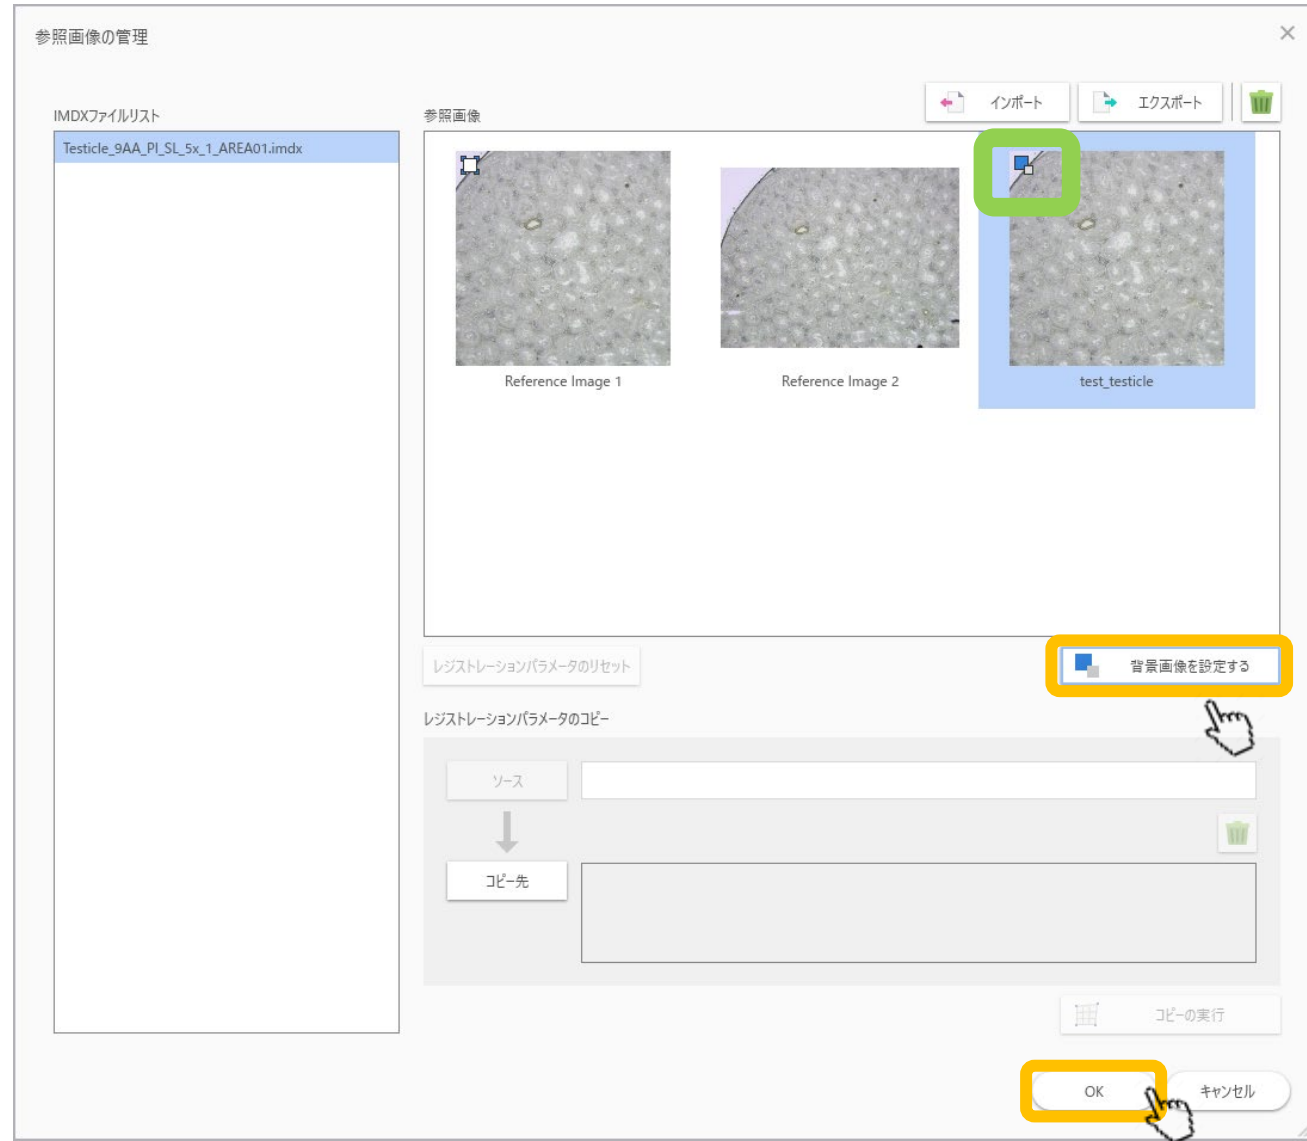 参照画像の管理
インポート
エクスポート
IMDXファイルリスト
参照画像
Testicle_9AA_PI_SL_5x_1_AREA01.imdx
Reference Image 1
Reference Image 2
test_testicle
レジストレーションパラメータのリセット
背景画像を設定する
レジストレーションパラメータのコピー
ソース
コピー先
コピーの実行
OK
キャンセル